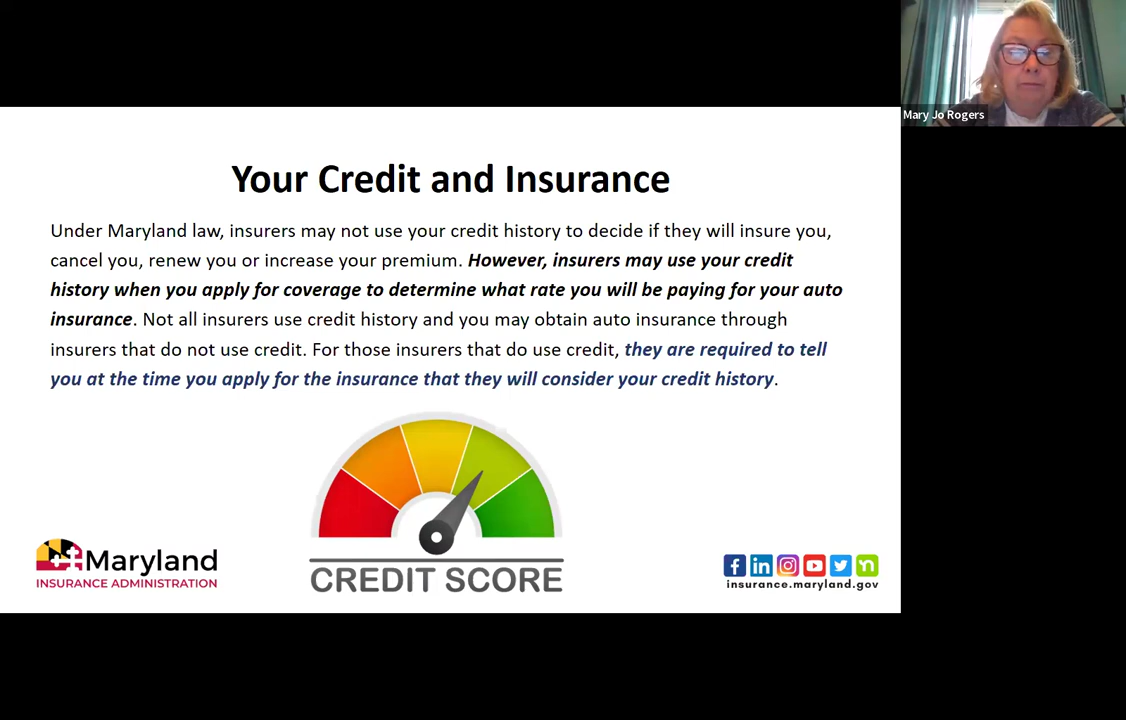 Mary Jo Rogers
Your Credit and Insurance
Under Maryland law, insurers may not use your credit history to decide if they will insure you,
cancel you, renew you or increase your premium. However, insurers may use your credit
history when you apply for coverage to determine what rate you will be paying for your auto
insurance. Not all insurers use credit history and you may obtain auto insurance through
insurers that do not use credit. For those insurers that do use credit, they are required to tell
you at the time you apply for the insurance that they will consider your credit history.
CREDIT SCORE
Maryland
INSURANCE ADMINISTRATION
insurance.maryland.gov